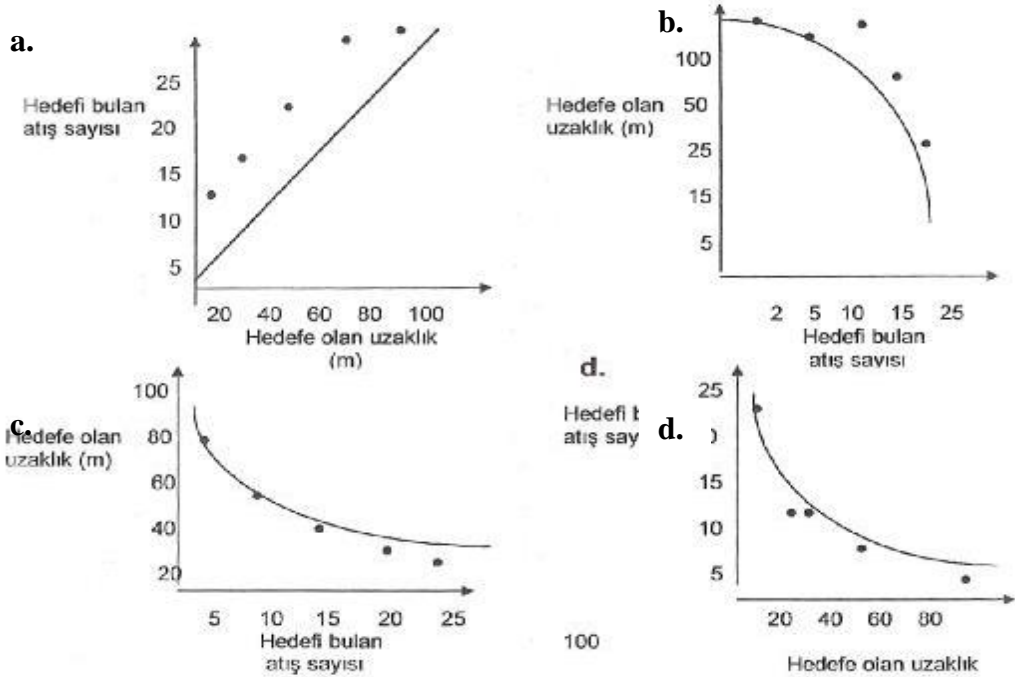 a.
25
Hedefi bulan
atış sayısı
20
15
10
5
20 40 60 80 100
Hedefe olan uzaklık
(m)
b.
100
Hedefe olan
uzaklık (m)
50
25
15
5
2 5 10 15 25
Hedefi bulan
atış sayısı
c.
100
Hedefe olan
uzaklık (m)
80
60
40
20
5 10 15 20 25
Hedefi bulan
atış sayısı
d.
Hedefi
atış say
d.
25
15
10
5
20 40 60 80
100
Hedefe olan uzaklık